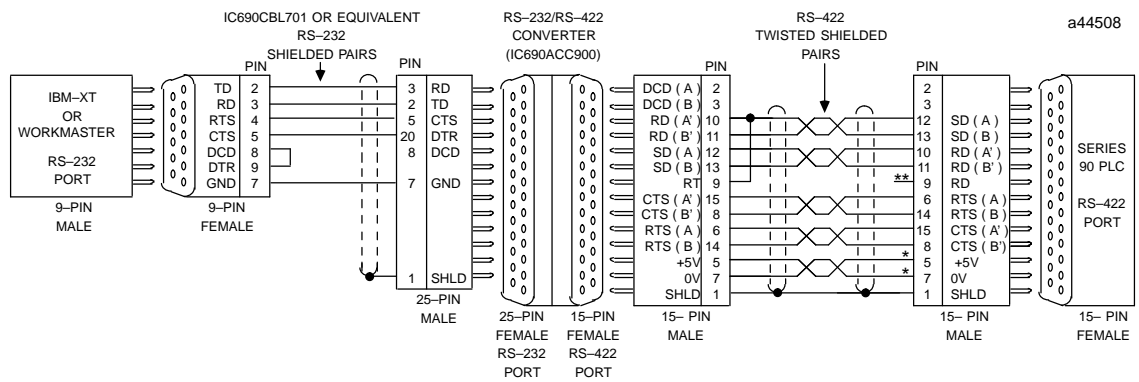 IC690CBL701 OR EQUIVALENT
RS–232
SHIELDED PAIRS
RS–232/RS–422
CONVERTER
(IC690ACC900)
RS–422
TWISTED SHIELDED
PAIRS
a44508
IBM–XT
OR
WORKMASTER
RS–232
PORT
9–PIN
MALE
PIN
TD 2
RD 3
RTS 4
CTS 5
DCD 8
DTR 9
GND 7
9–PIN
FEMALE
PIN
3 RD
2 TD
5 CTS
20 DTR
8 DCD
7 GND
1 SHLD
25–PIN
MALE
25–PIN
FEMALE
RS–232
PORT
15–PIN
FEMALE
RS–422
PORT
PIN
DCD ( A ) 2
DCD ( B ) 3
RD ( A' ) 10
RD ( B' ) 11
SD ( A ) 12
SD ( B ) 13
RT 9
CTS ( A' ) 15
CTS ( B' ) 8
RTS ( A ) 6
RTS ( B ) 14
+5V 5
0V 7
SHLD 1
15– PIN
MALE
PIN
2
3
12 SD ( A )
13 SD ( B )
10 RD ( A' )
11 RD ( B' )
** 9 RD
6 RTS ( A )
14 RTS ( B )
15 CTS ( A' )
8 CTS ( B' )
* 5 +5V
* 7 0V
1 SHLD
15– PIN
MALE
SERIES
90 PLC
RS–422
PORT
15– PIN
FEMALE